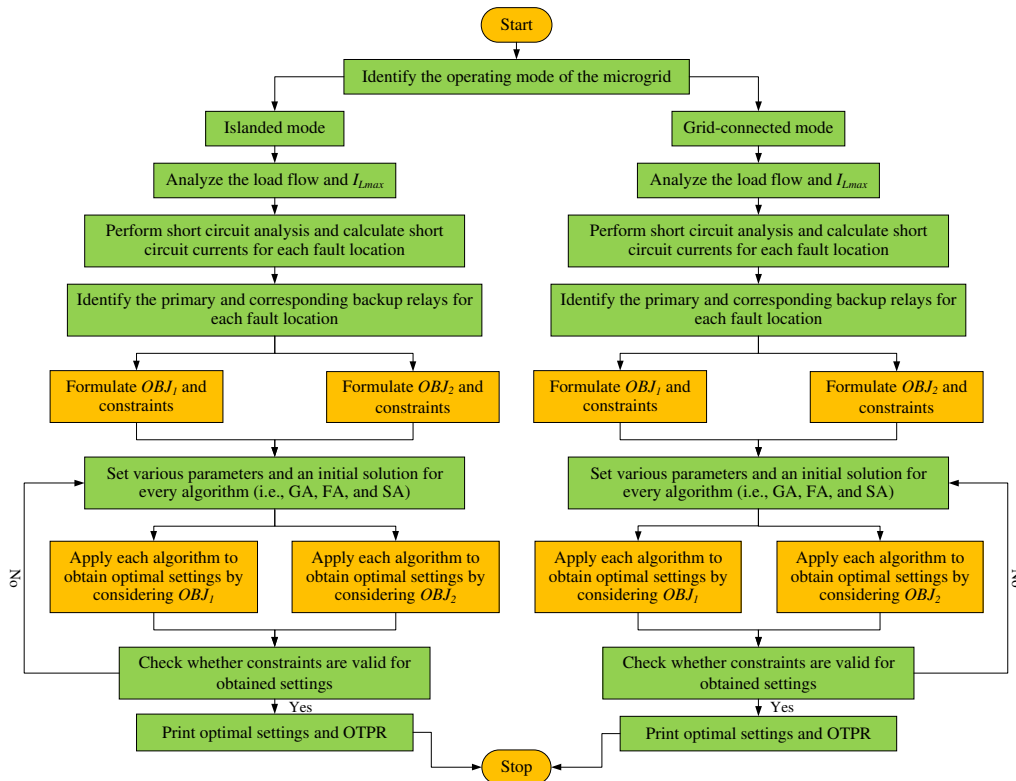 Start
Identify the operating mode of the microgrid
Islanded mode
Analyze the load flow and I_Lmax
Perform short circuit analysis and calculate short
circuit currents for each fault location
Identify the primary and corresponding backup relays for
each fault location
Formulate OBJ_1 and
constraints
Formulate OBJ_2 and
constraints
Set various parameters and an initial solution for
every algorithm (i.e., GA, FA, and SA)
Apply each algorithm to
obtain optimal settings by
considering OBJ_1
Apply each algorithm to
obtain optimal settings by
considering OBJ_2
No
Check whether constraints are valid for
obtained settings
Yes
Print optimal settings and OTPR
Grid-connected mode
Analyze the load flow and I_Lmax
Perform short circuit analysis and calculate short
circuit currents for each fault location
Identify the primary and corresponding backup relays for
each fault location
Formulate OBJ_1 and
constraints
Formulate OBJ_2 and
constraints
Set various parameters and an initial solution for
every algorithm (i.e., GA, FA, and SA)
Apply each algorithm to
obtain optimal settings by
considering OBJ_1
Apply each algorithm to
obtain optimal settings by
considering OBJ_2
No
Check whether constraints are valid for
obtained settings
Yes
Print optimal settings and OTPR
Stop